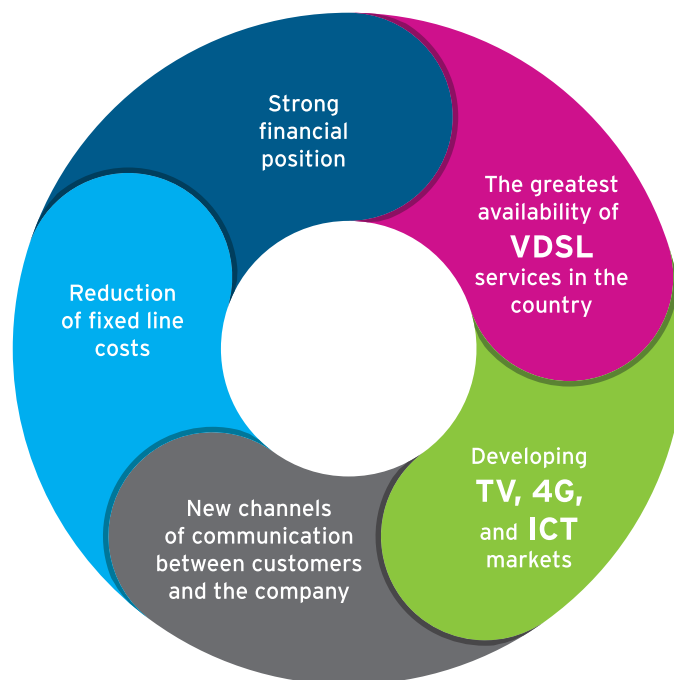 Strong
financial
position
The greatest
availability of
VDSL
services in the
country
Developing
TV, 4G,
and ICT
markets
New channels
of communication
between customers
and the company
Reduction
of fixed line
costs